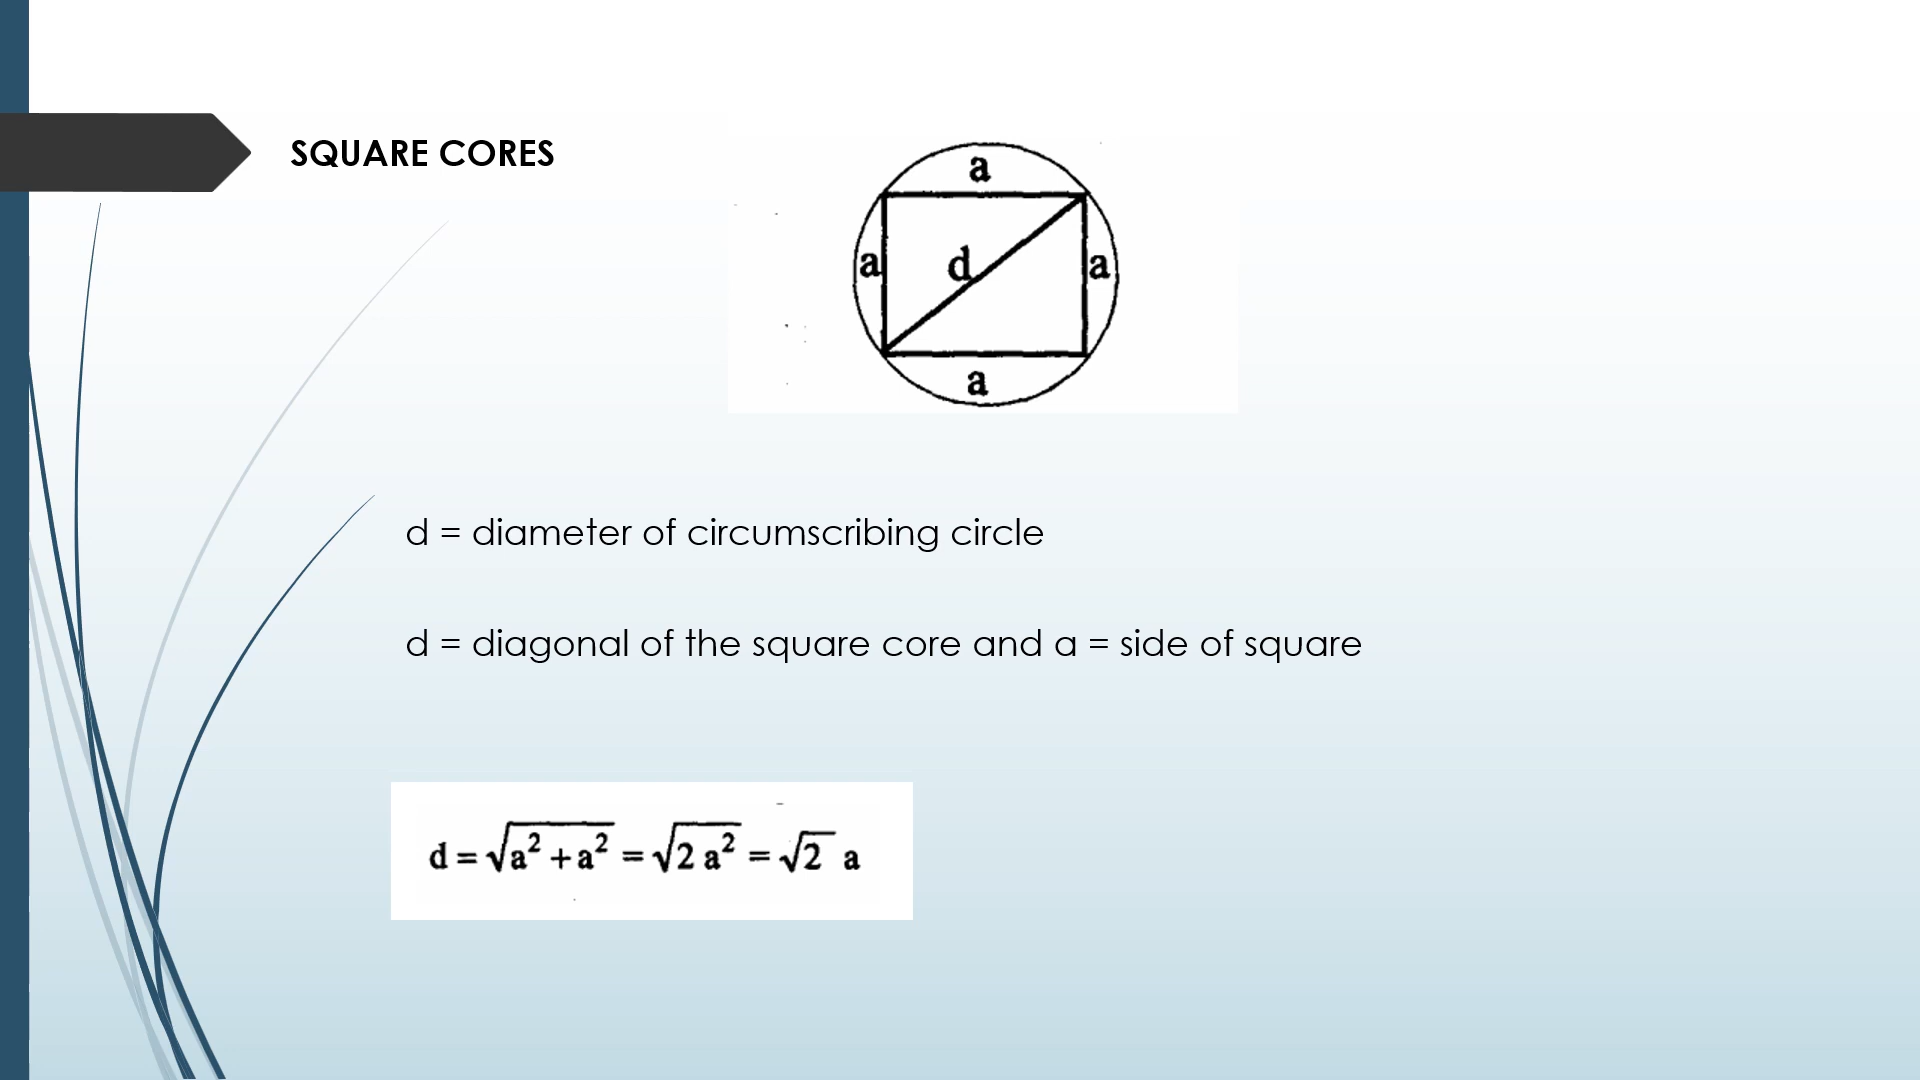 SQUARE CORES
a
a d a
a
d = diameter of circumscribing circle
d = diagonal of the square core and a = side of square
d = √a² + a² = √2 a² = √2 a